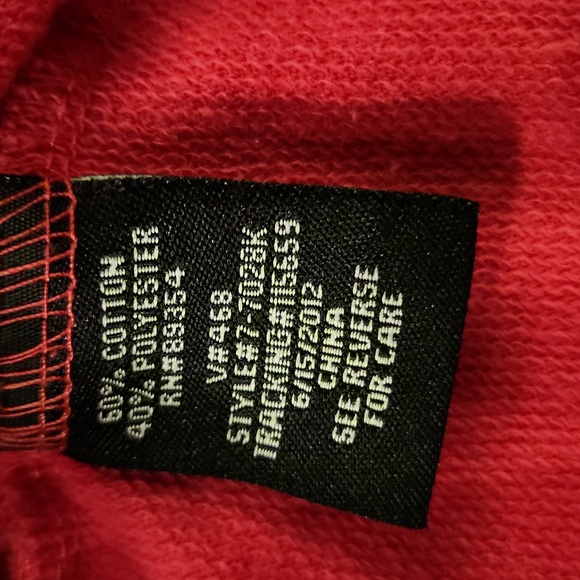 60% COTTON
40% POLYESTER
RN# 89354
V#468
STYLE#7-7028K
TRACKING#115659
6/15/2012
CHINA
SEE REVERSE
FOR CARE